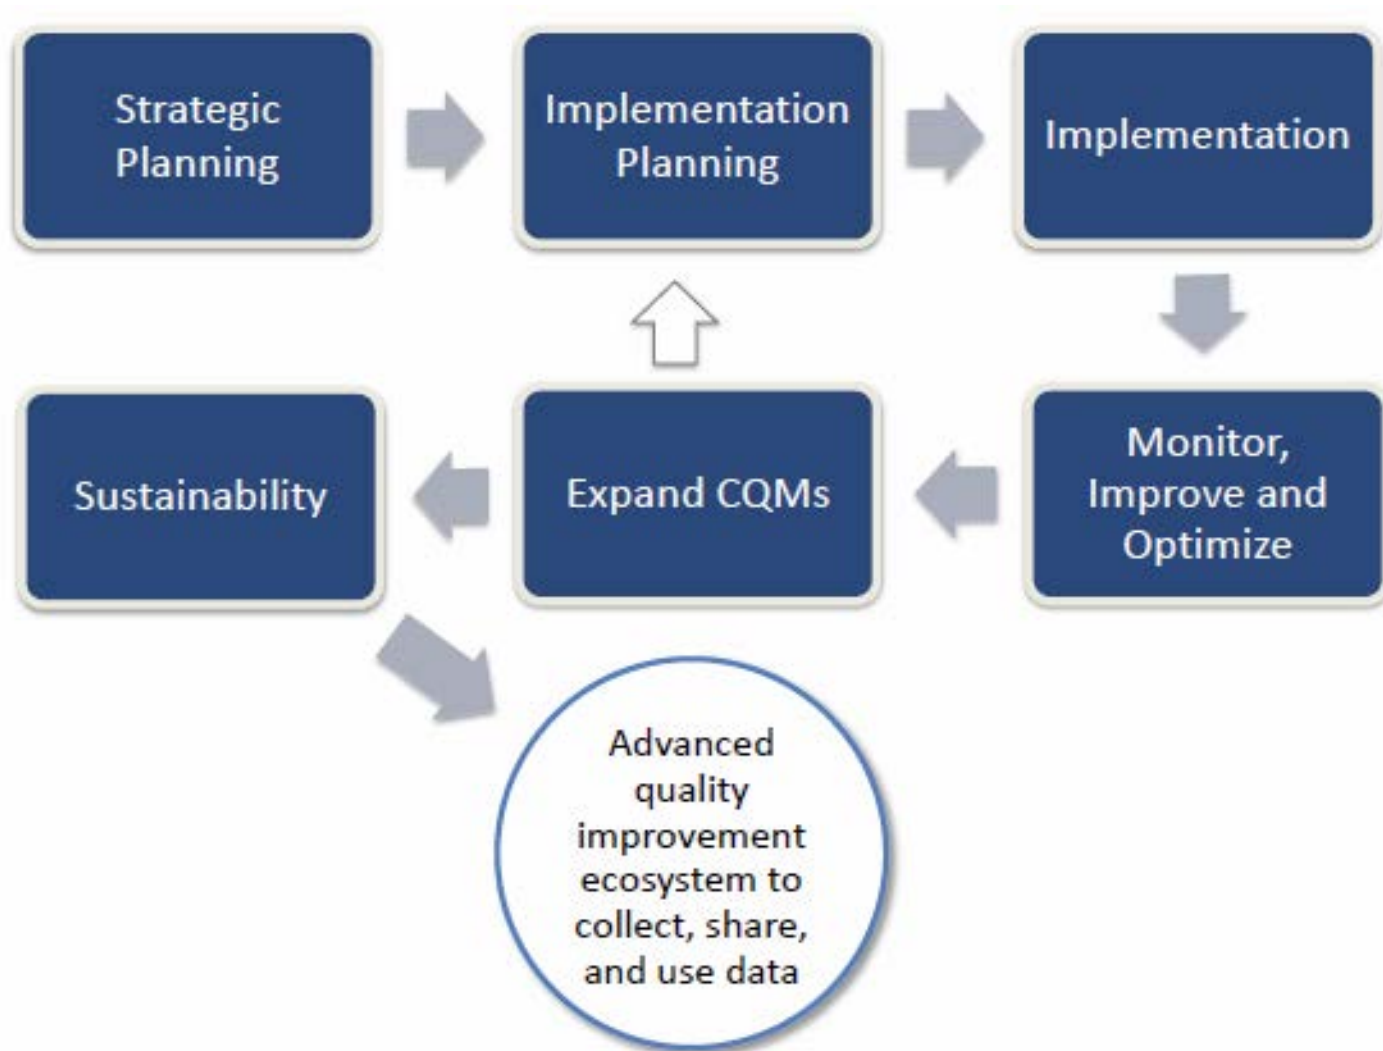 Strategic
Planning
Implementation
Planning
Implementation
Monitor,
Improve and
Optimize
Expand CQMs
Sustainability
Advanced
quality
improvement
ecosystem to
collect, share,
and use data